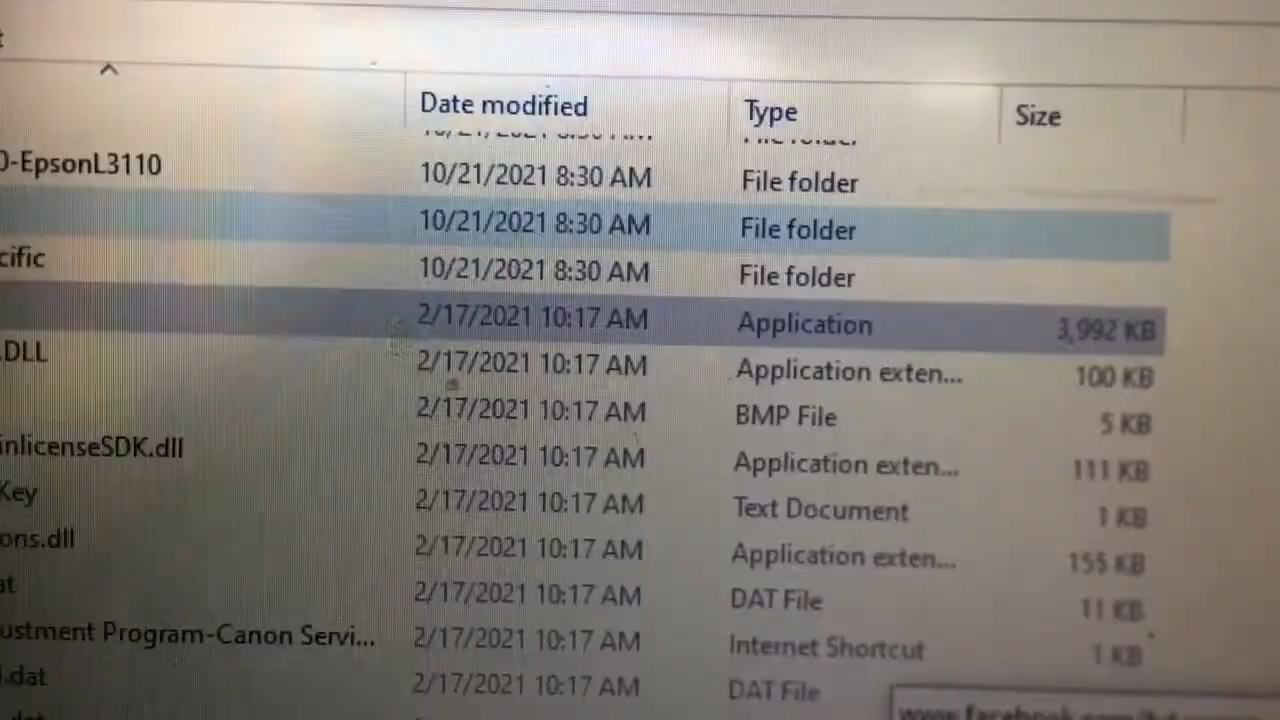 Date modified Type Size
0-EpsonL3110 10/21/2021 8:30 AM File folder
10/21/2021 8:30 AM File folder
cific 10/21/2021 8:30 AM File folder
2/17/2021 10:17 AM Application 3,992 KB
.DLL 2/17/2021 10:17 AM Application exten... 100 KB
2/17/2021 10:17 AM BMP File 5 KB
inlicenseSDK.dll 2/17/2021 10:17 AM Application exten... 111 KB
Key 2/17/2021 10:17 AM Text Document 1 KB
ons.dll 2/17/2021 10:17 AM Application exten... 155 KB
at 2/17/2021 10:17 AM DAT File 11 KB
ustment Program-Canon Servi... 2/17/2021 10:17 AM Internet Shortcut 1 KB
.dat 2/17/2021 10:17 AM DAT File